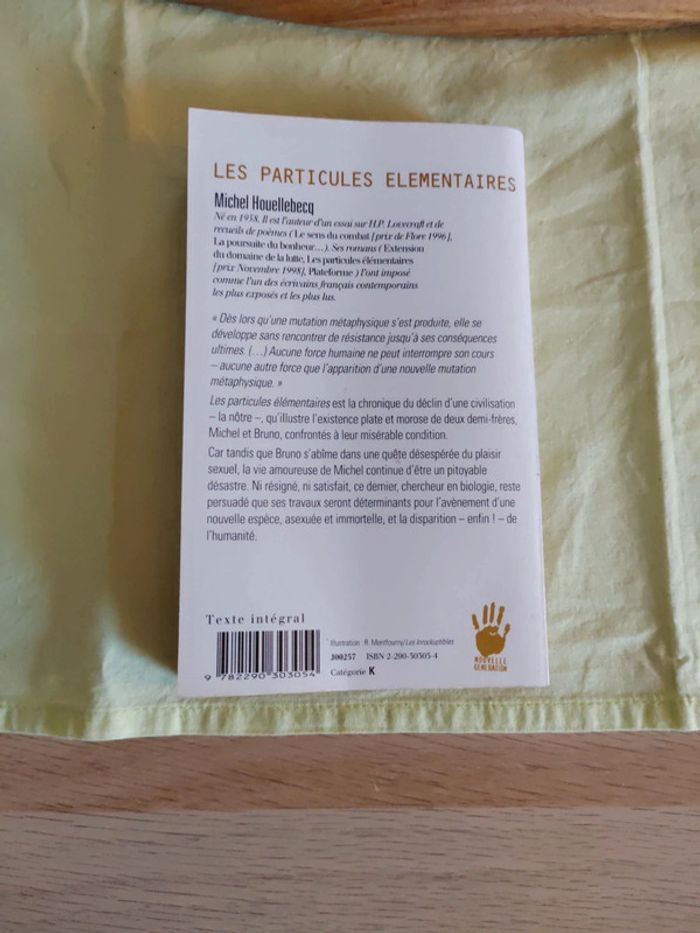 LES PARTICULES ELEMENTAIRES
Michel Houellebecq
Né en 1958. Il est l'auteur d'un essai sur H.P. Lovecraft et de
recueils de poèmes (Le sens du combat [prix de Flore 1996],
La poursuite du bonheur...). Ses romans (Extension
du domaine de la lutte, Les particules élémentaires
[prix Novembre 1998], Plateforme) l'ont imposé
comme l'un des écrivains français contemporains
les plus exposés et les plus lus.
« Dès lors qu'une mutation métaphysique s'est produite, elle se
développe sans rencontrer de résistance jusqu'à ses conséquences
ultimes. (...) Aucune force humaine ne peut interrompre son cours
– aucune autre force que l'apparition d'une nouvelle mutation
métaphysique. »
Les particules élémentaires est la chronique du déclin d'une civilisation
– la nôtre –, qu'illustre l'existence plate et morose de deux demi-frères,
Michel et Bruno, confrontés à leur misérable condition.
Car tandis que Bruno s'abîme dans une quête désespérée du plaisir
sexuel, la vie amoureuse de Michel continue d'être un pitoyable
désastre. Ni résigné, ni satisfait, ce dernier, chercheur en biologie, reste
persuadé que ses travaux seront déterminants pour l'avènement d'une
nouvelle espèce, asexuée et immortelle, et la disparition – enfin ! – de
l'humanité.
Texte intégral
Illustration : R. Monfourny/Les Inrockuptibles
J00257 ISBN 2-290-30305-4
Catégorie K
9 782290 303054
NOUVELLE
GENERATION